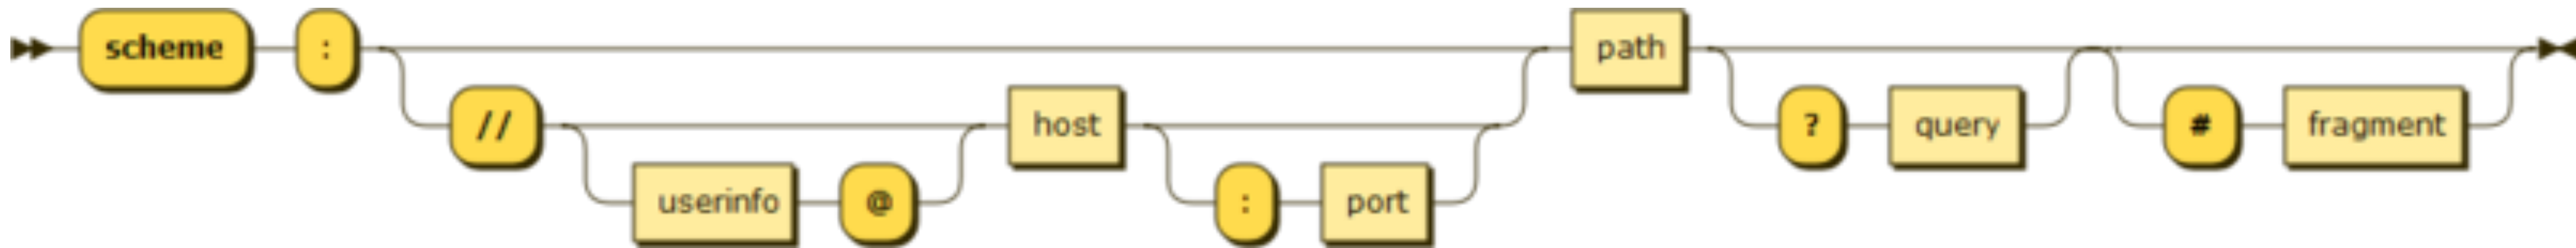 scheme : path
// host ? query # fragment
userinfo @ : port